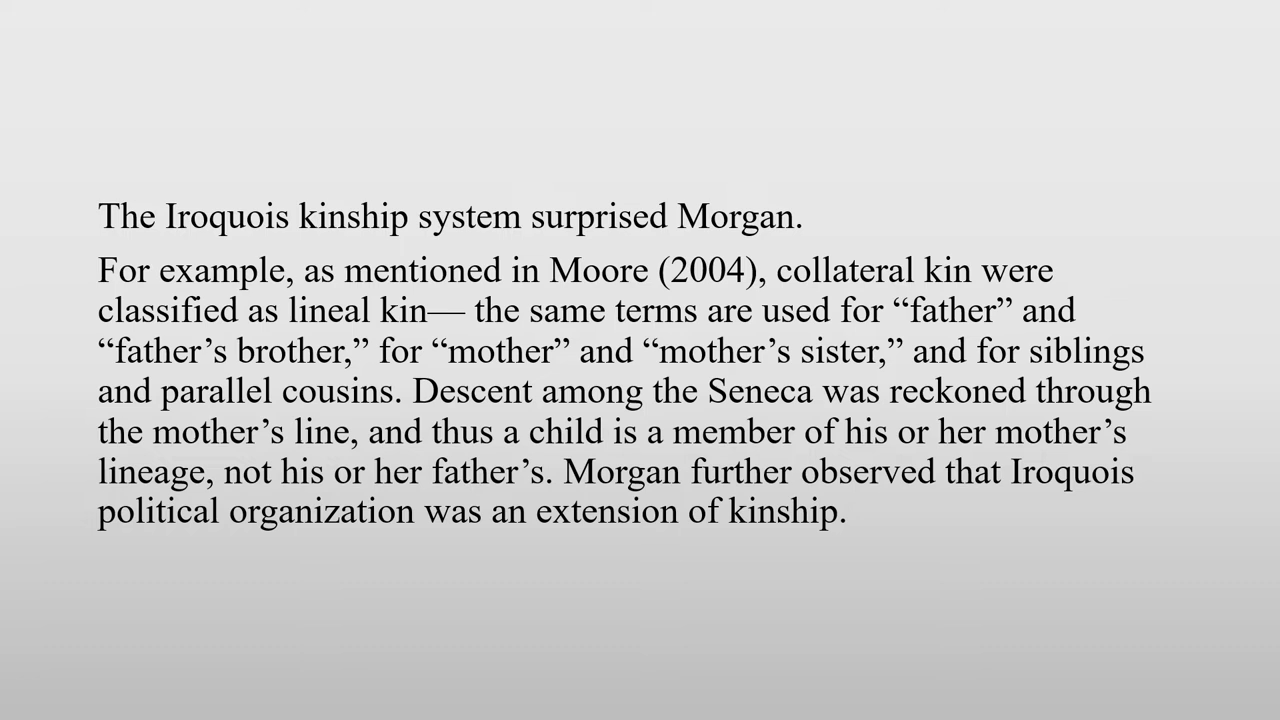 The Iroquois kinship system surprised Morgan.
For example, as mentioned in Moore (2004), collateral kin were
classified as lineal kin— the same terms are used for “father” and
“father’s brother,” for “mother” and “mother’s sister,” and for siblings
and parallel cousins. Descent among the Seneca was reckoned through
the mother’s line, and thus a child is a member of his or her mother’s
lineage, not his or her father’s. Morgan further observed that Iroquois
political organization was an extension of kinship.